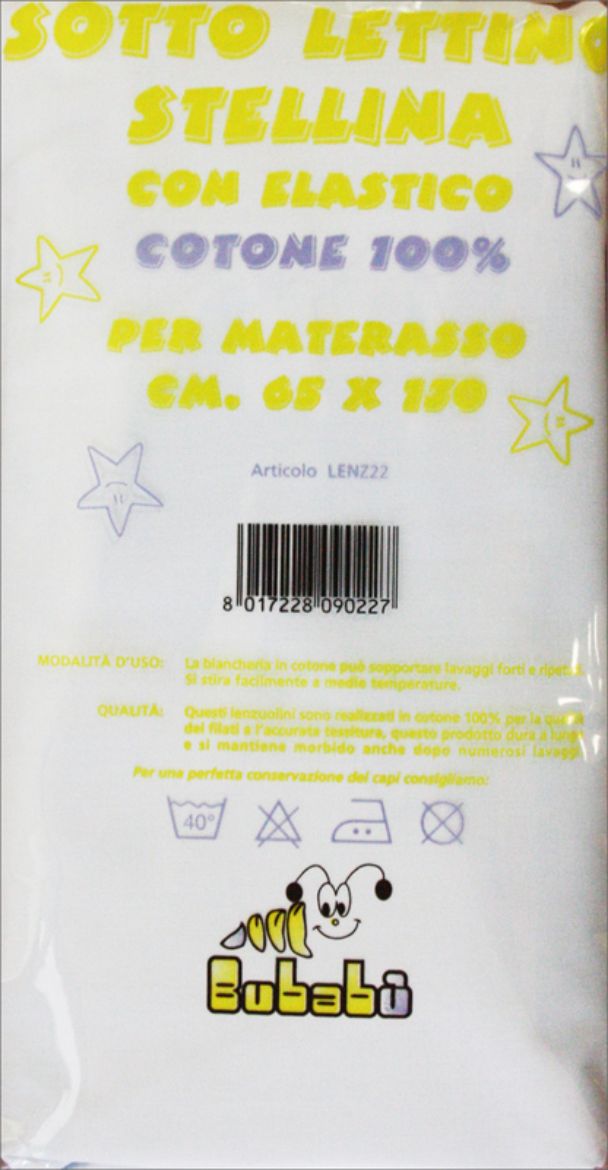 SOTTO LETTINO
STELLINA
CON ELASTICO
COTONE 100%
PER MATERASSO
CM. 65 X 130
Articolo LENZ22
8 017228 090227
MODALITÀ D'USO: La biancheria in cotone può sopportare lavaggi forti e
Si stira facilmente a medie temperature.
QUALITÀ: Questi lenzuolini sono realizzati in cotone 100% per la qualità
dei filati e l'accurata tessitura, questo prodotto dura a lungo
e si mantiene morbido anche dopo numerosi lavaggi
Per una perfetta conservazione dei capi consigliamo:
40°
Bubabù